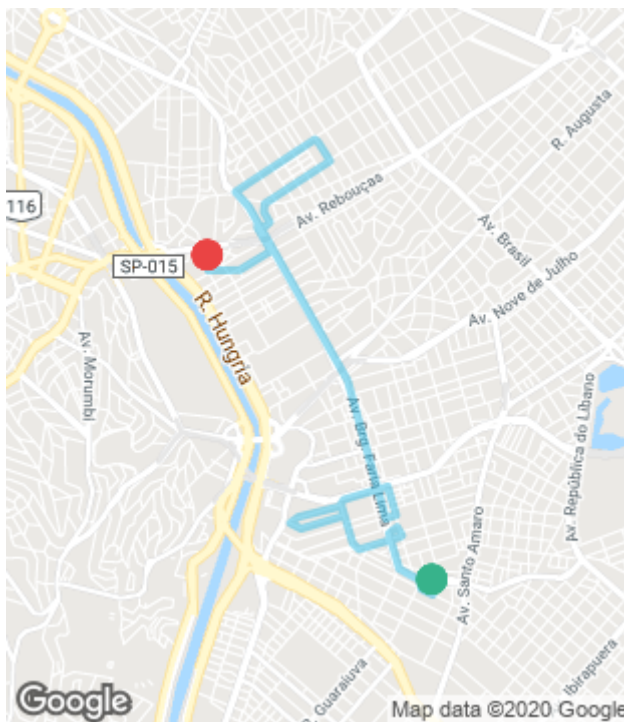 R. Augusta
Av. Rebouças
116
Av. Brasil
SP-015
Av. Nove de Julho
R. Hungria
Av. Morumbi
Av. República do Líbano
Av. Brg. Faria Lima
Av. Santo Amaro
R. Guaraiuva
Ibirapuera
Google
Map data ©2020 Google